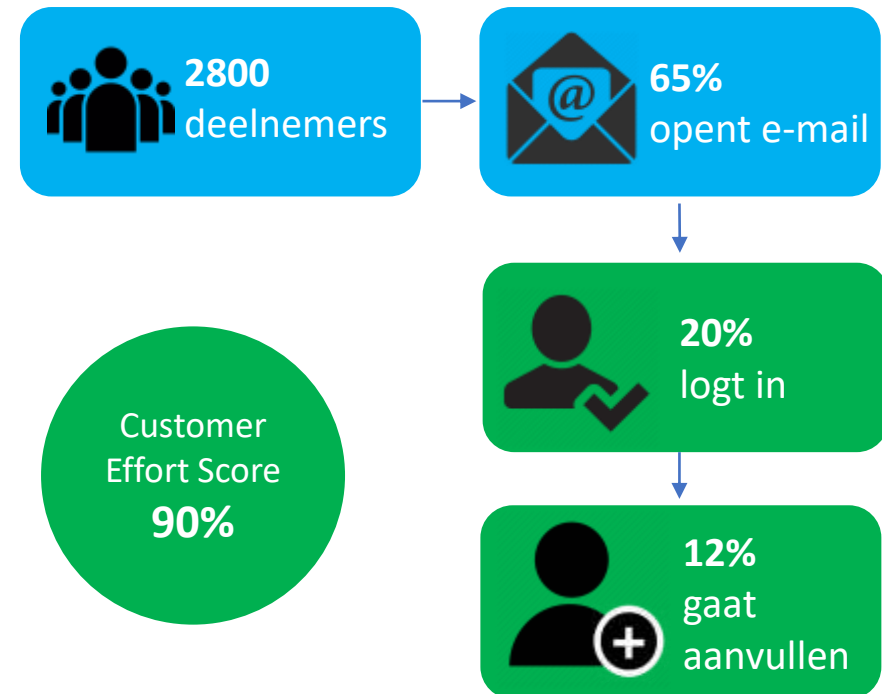 2800
deelnemers
@
65%
opent e-mail
20%
logt in
Customer
Effort Score
90%
12%
gaat
aanvullen